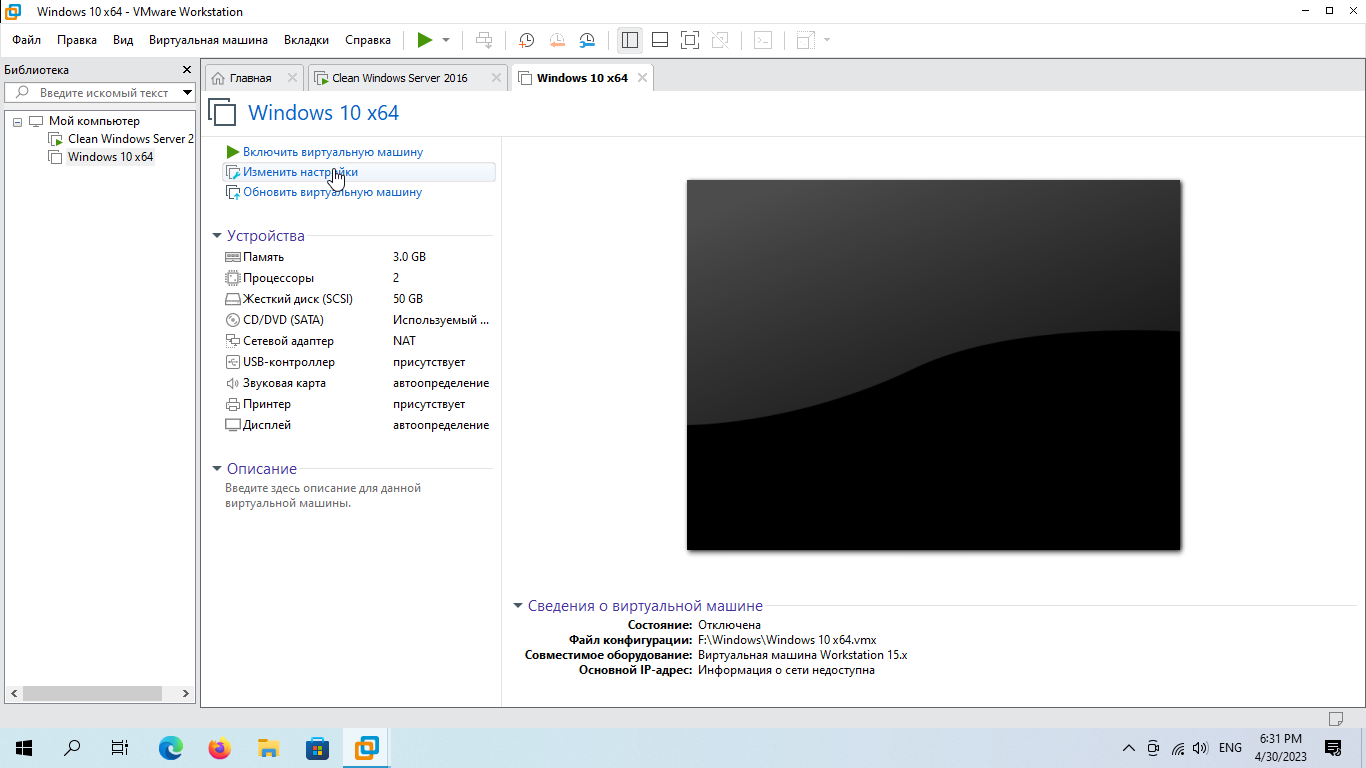 Windows 10 x64 - VMware Workstation
Файл Правка Вид Виртуальная машина Вкладки Справка
Библиотека
Введите искомый текст
Мой компьютер
Clean Windows Server 2
Windows 10 x64
Главная
Clean Windows Server 2016
Windows 10 x64
Windows 10 x64
Включить виртуальную машину
Изменить настройки
Обновить виртуальную машину
Устройства
Память 3.0 GB
Процессоры 2
Жесткий диск (SCSI) 50 GB
CD/DVD (SATA) Используемый ...
Сетевой адаптер NAT
USB-контроллер присутствует
Звуковая карта автоопределение
Принтер присутствует
Дисплей автоопределение
Описание
Введите здесь описание для данной
виртуальной машины.
Сведения о виртуальной машине
Состояние: Отключена
Файл конфигурации: F:\Windows\Windows 10 x64.vmx
Совместимое оборудование: Виртуальная машина Workstation 15.x
Основной IP-адрес: Информация о сети недоступна
ENG
6:31 PM
4/30/2023